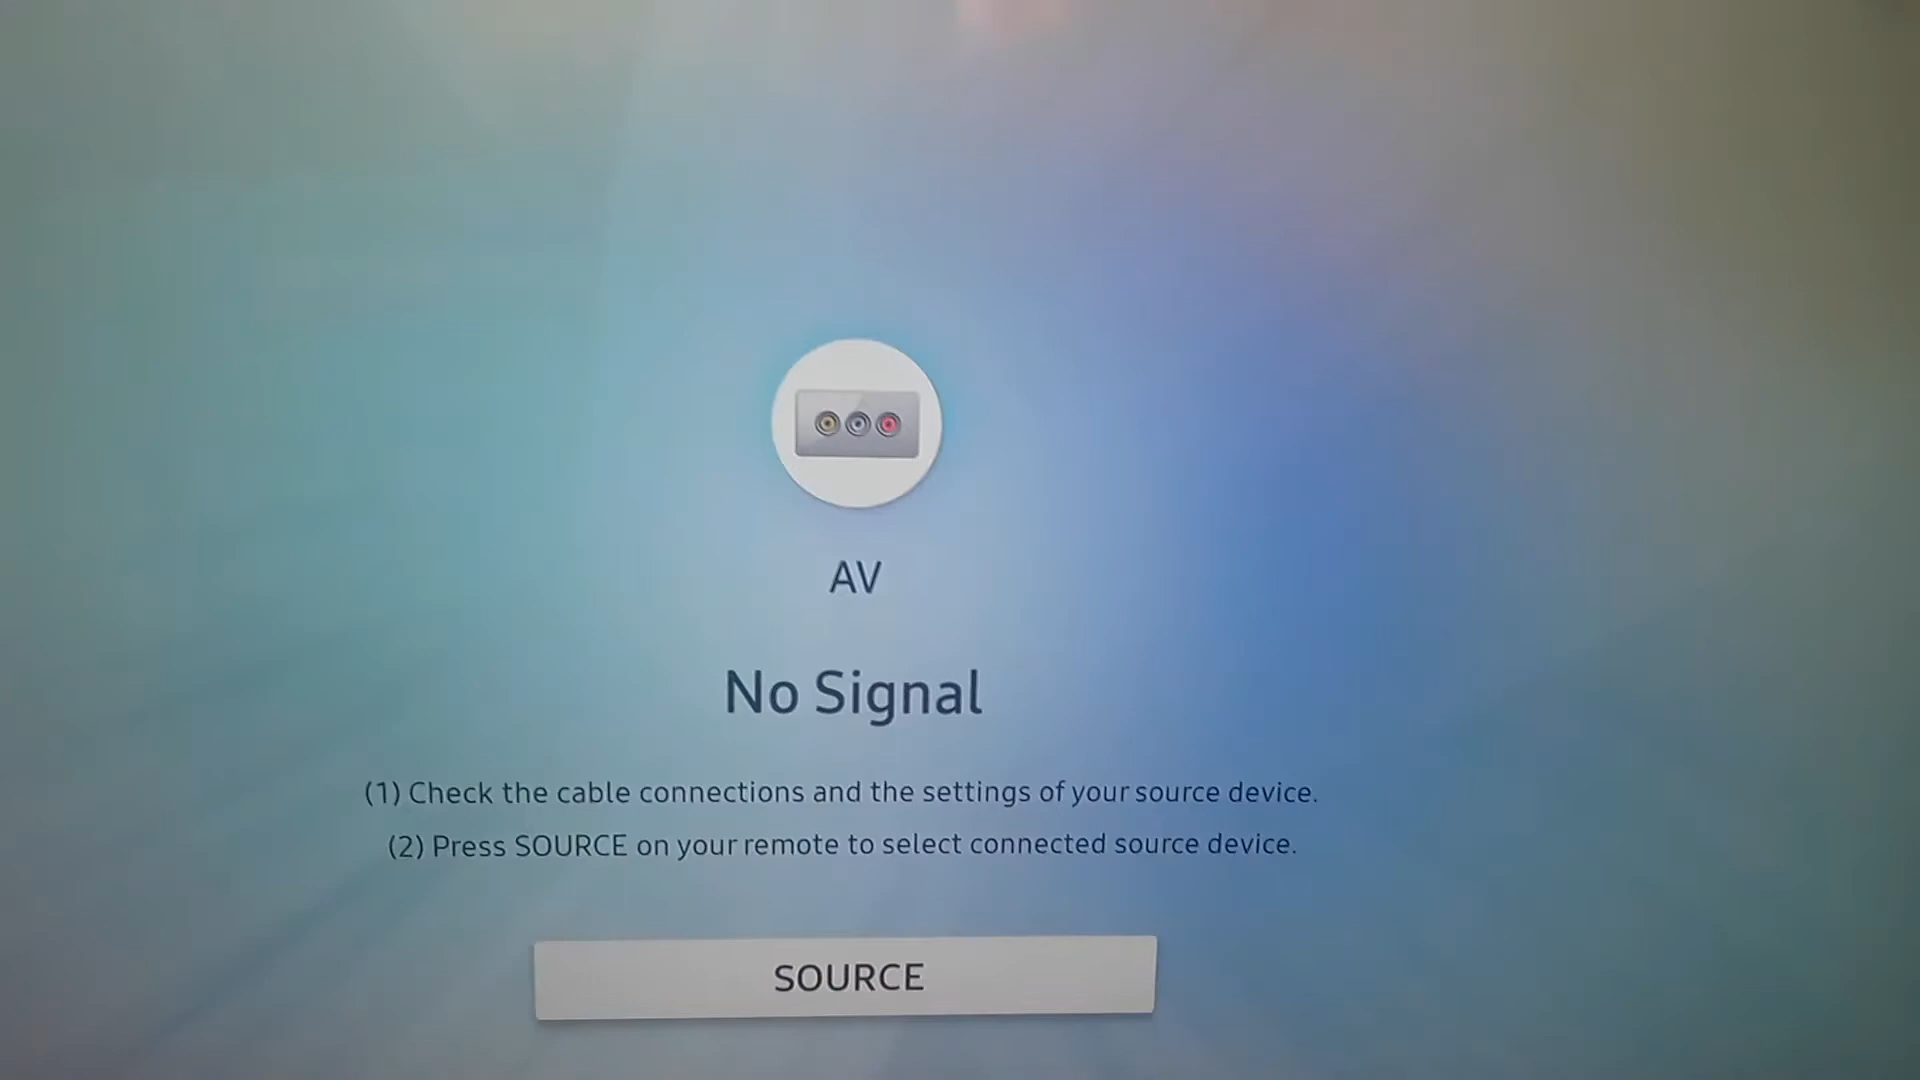 AV
No Signal
(1) Check the cable connections and the settings of your source device.
(2) Press SOURCE on your remote to select connected source device.
SOURCE